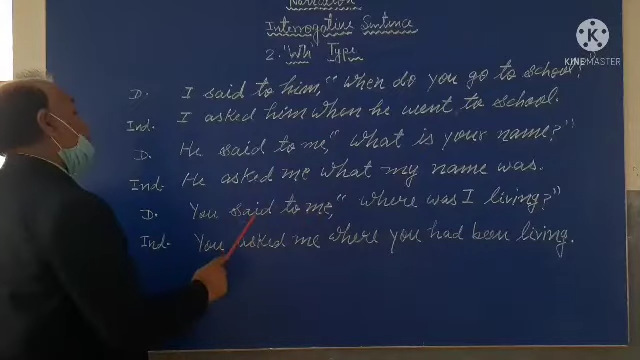 Narration
Interrogative Sentence
2. "Wh" Type
D. I said to him, "When do you go to school?"
Ind. I asked him when he went to school.
D. He said to me, "What is your name?"
Ind. He asked me what my name was.
D. You said to me, "Where was I living?"
Ind. You asked me where you had been living.
KINEMASTER